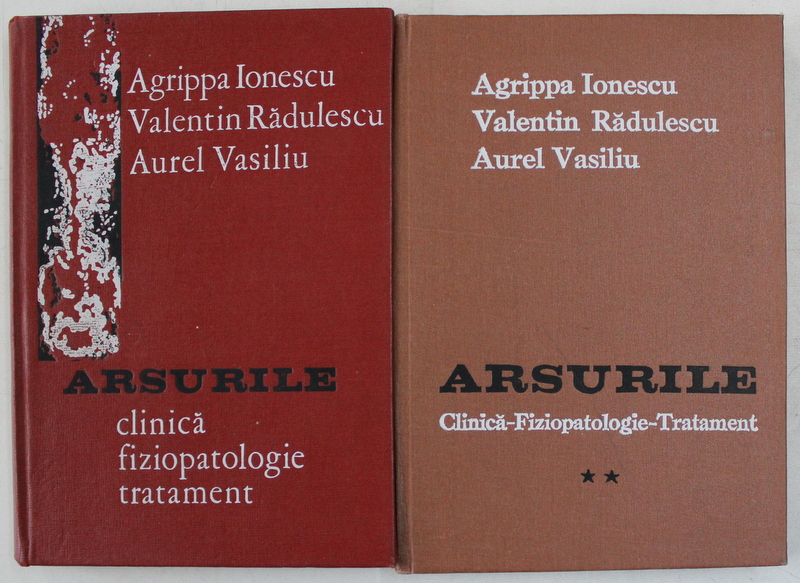 Agrippa Ionescu
Valentin Rădulescu
Aurel Vasiliu
ARSURILE
clinică
fiziopatologie
tratament
Agrippa Ionescu
Valentin Rădulescu
Aurel Vasiliu
ARSURILE
Clinică-Fiziopatologie-Tratament
★★